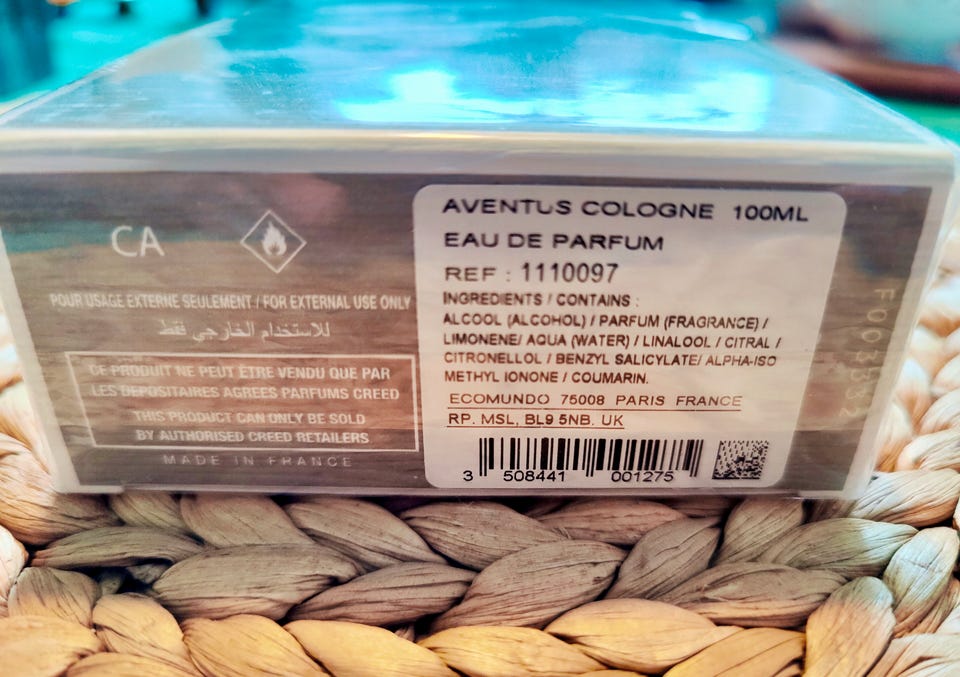 CA
POUR USAGE EXTERNE SEULEMENT / FOR EXTERNAL USE ONLY
للاستخدام الخارجي فقط
CE PRODUIT NE PEUT ETRE VENDU QUE PAR
LES DEPOSITAIRES AGREES PARFUMS CREED
THIS PRODUCT CAN ONLY BE SOLD
BY AUTHORISED CREED RETAILERS
MADE IN FRANCE
AVENTUS COLOGNE 100ML
EAU DE PARFUM
REF : 1110097
INGREDIENTS / CONTAINS :
ALCOOL (ALCOHOL) / PARFUM (FRAGRANCE) /
LIMONENE/ AQUA (WATER) / LINALOOL / CITRAL /
CITRONELLOL / BENZYL SALICYLATE/ ALPHA-ISO
METHYL IONONE / COUMARIN.
ECOMUNDO 75008 PARIS FRANCE
RP. MSL, BL9 5NB. UK
3 508441 001275